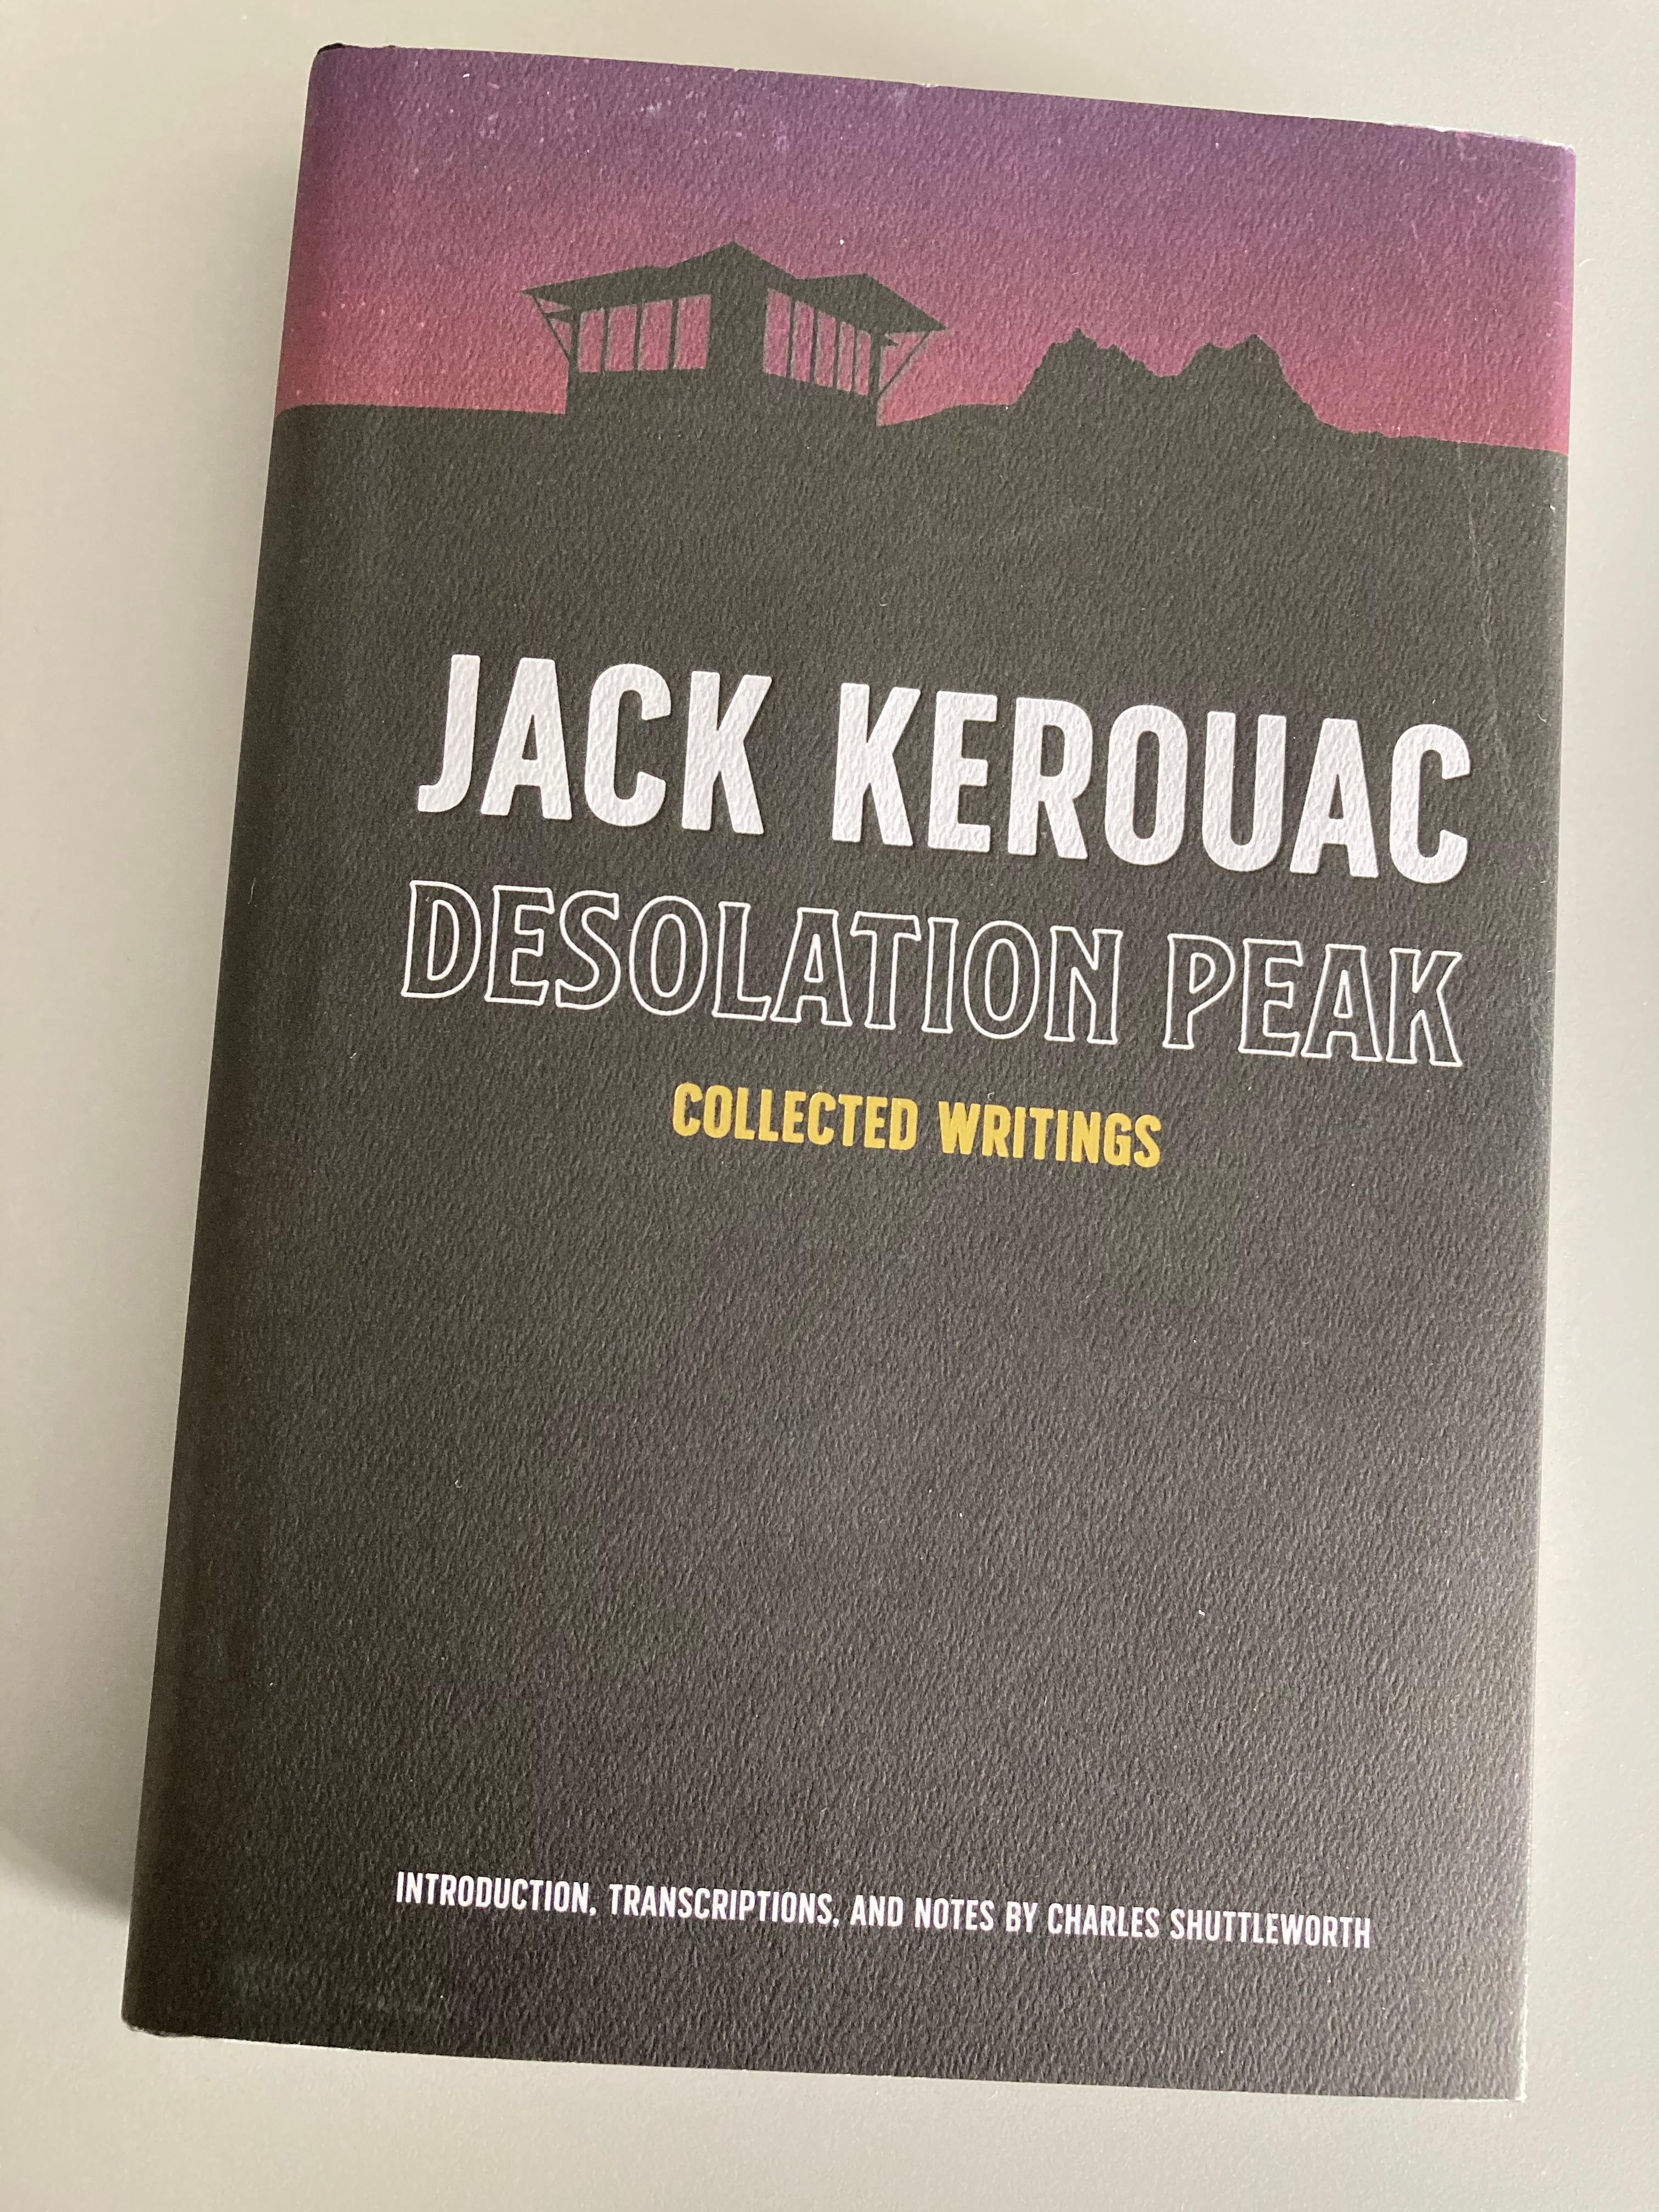 JACK KEROUAC
DESOLATION PEAK
COLLECTED WRITINGS
INTRODUCTION, TRANSCRIPTIONS, AND NOTES BY CHARLES SHUTTLEWORTH